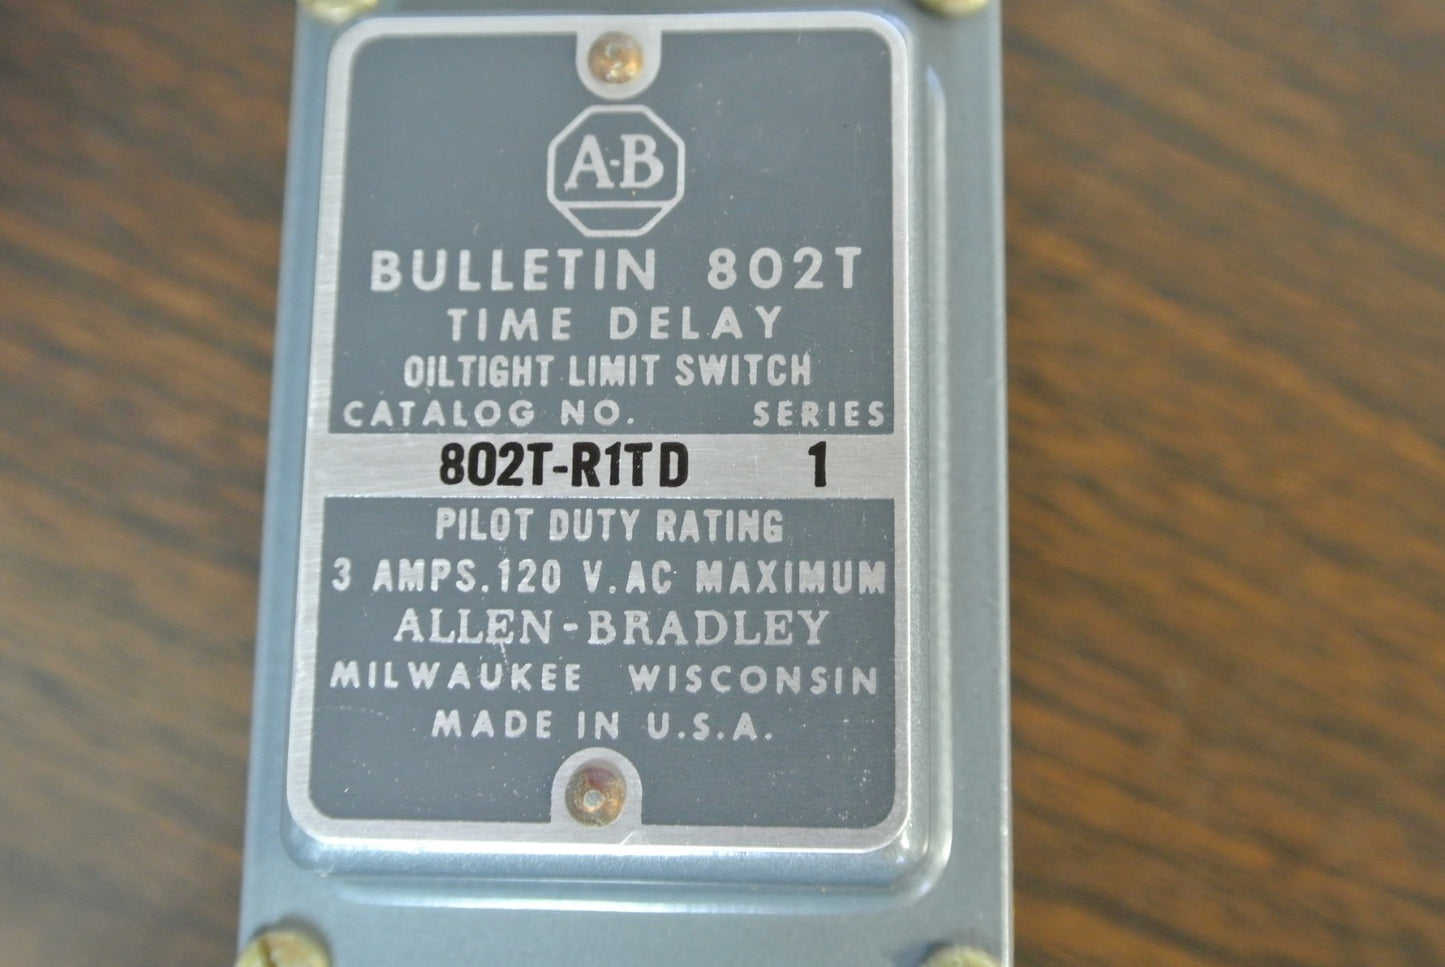 A-B
BULLETIN 802T
TIME DELAY
OILTIGHT LIMIT SWITCH
CATALOG NO. SERIES
802T-R1TD 1
PILOT DUTY RATING
3 AMPS. 120 V. AC MAXIMUM
ALLEN-BRADLEY
MILWAUKEE WISCONSIN
MADE IN U.S.A.